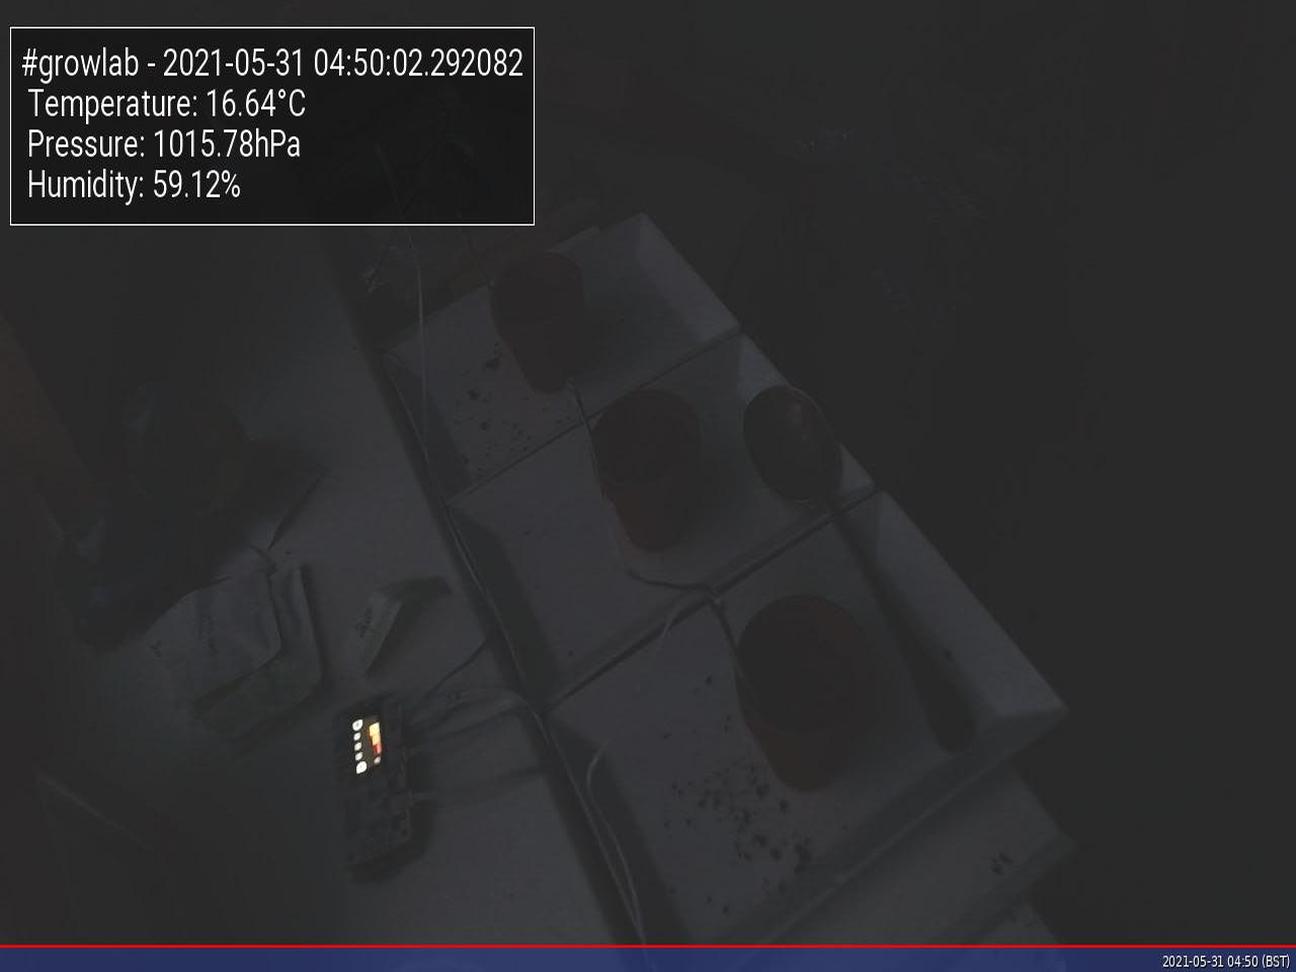 #growlab - 2021-05-31 04:50:02.292082
Temperature: 16.64°C
Pressure: 1015.78hPa
Humidity: 59.12%
2021-05-31 04:50 (BST)